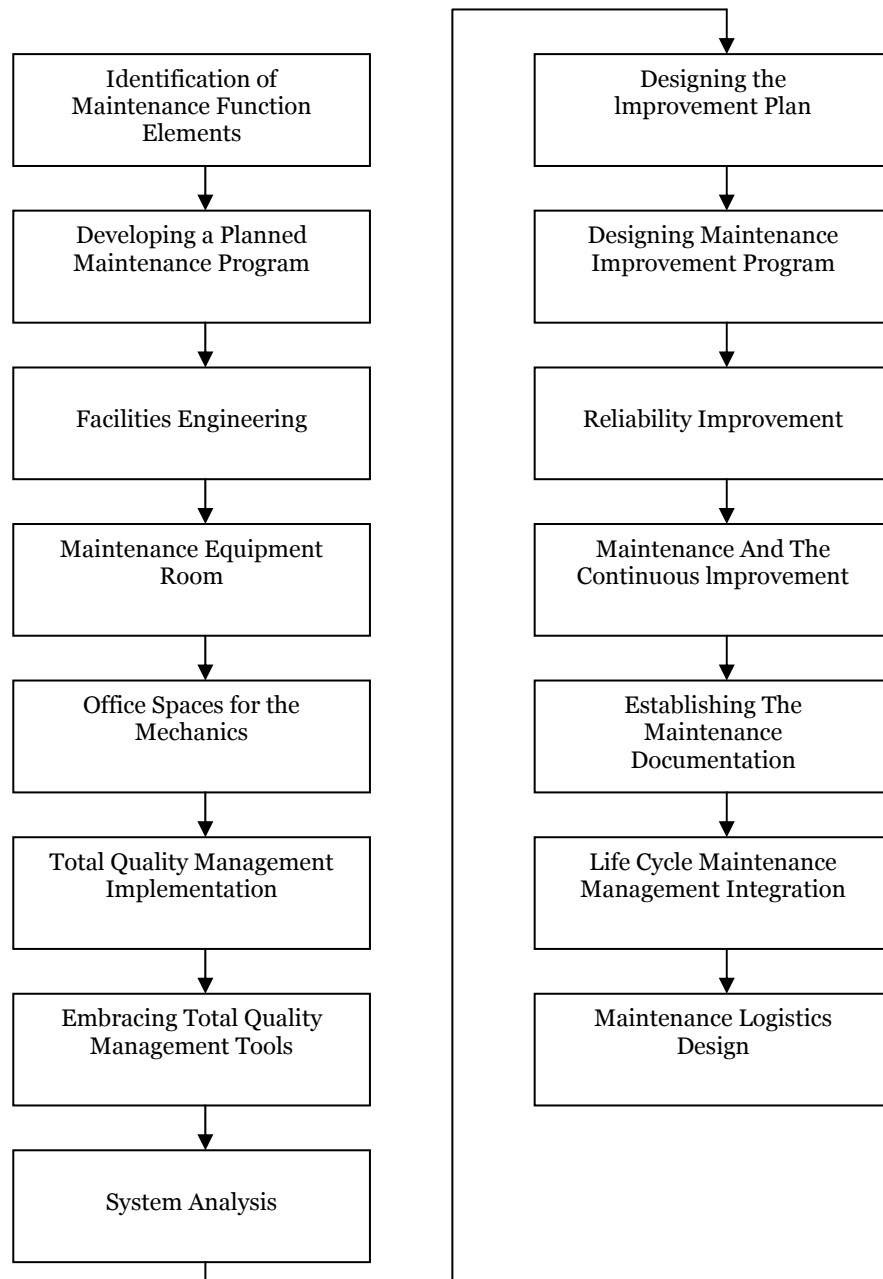 Identification of
Maintenance Function
Elements
Developing a Planned
Maintenance Program
Facilities Engineering
Maintenance Equipment
Room
Office Spaces for the
Mechanics
Total Quality Management
Implementation
Embracing Total Quality
Management Tools
System Analysis
Designing the
Improvement Plan
Designing Maintenance
Improvement Program
Reliability Improvement
Maintenance And The
Continuous Improvement
Establishing The
Maintenance
Documentation
Life Cycle Maintenance
Management Integration
Maintenance Logistics
Design